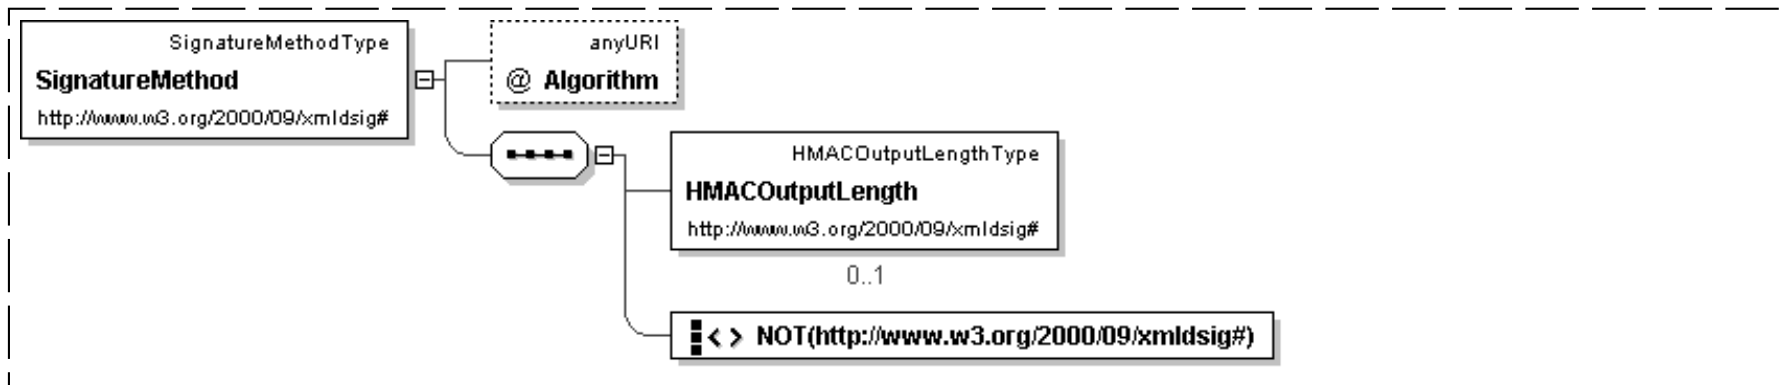 SignatureMethodType
SignatureMethod
http://www.w3.org/2000/09/xmldsig#
anyURI
@ Algorithm
HMACOutputLengthType
HMACOutputLength
http://www.w3.org/2000/09/xmldsig#
0..1
< > NOT(http://www.w3.org/2000/09/xmldsig#)